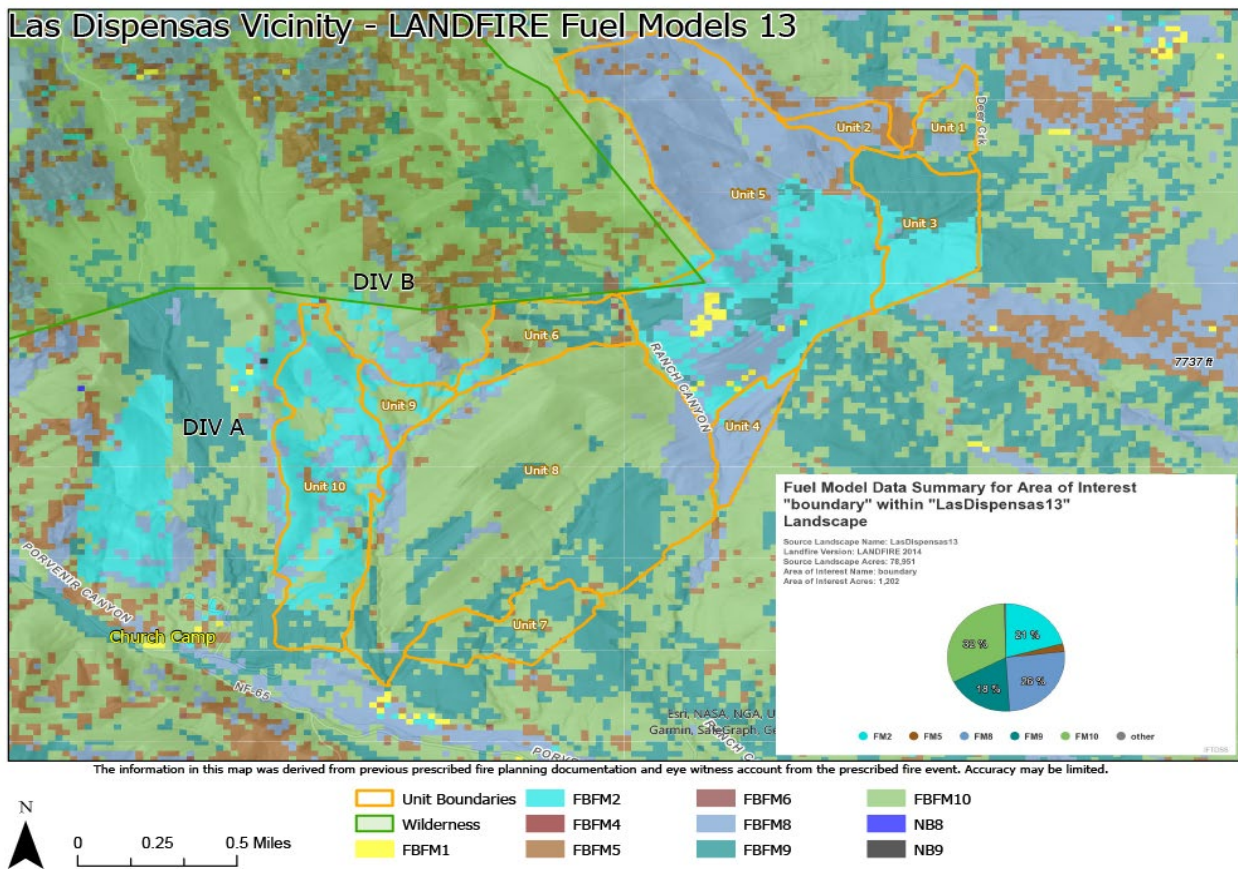 Las Dispensas Vicinity - LANDFIRE Fuel Models 13
Unit 2
Unit 1
Deer Crk
Unit 5
Unit 3
DIV B
Unit 6
RANCH CANYON
7737 ft
Unit 9
DIV A
Unit 4
Unit 8
Unit 10
PORVENIR CANYON
Church Camp
Unit 7
NF-65
Esri, NASA, NGA, U
Garmin, SafeGraph, Ge
RANCH C
PORV
Fuel Model Data Summary for Area of Interest
"boundary" within "LasDispensas13"
Landscape
Source Landscape Name: LasDispensas13
Landfire Version: LANDFIRE 2014
Source Landscape Acres: 78,951
Area of Interest Name: boundary
Area of Interest Acres: 1,202
32 %
21 %
18 %
26 %
FM2 FM5 FM8 FM9 FM10 other
IFTDSS
The information in this map was derived from previous prescribed fire planning documentation and eye witness account from the prescribed fire event. Accuracy may be limited.
N
0 0.25 0.5 Miles
Unit Boundaries FBFM2 FBFM6 FBFM10
Wilderness FBFM4 FBFM8 NB8
FBFM1 FBFM5 FBFM9 NB9